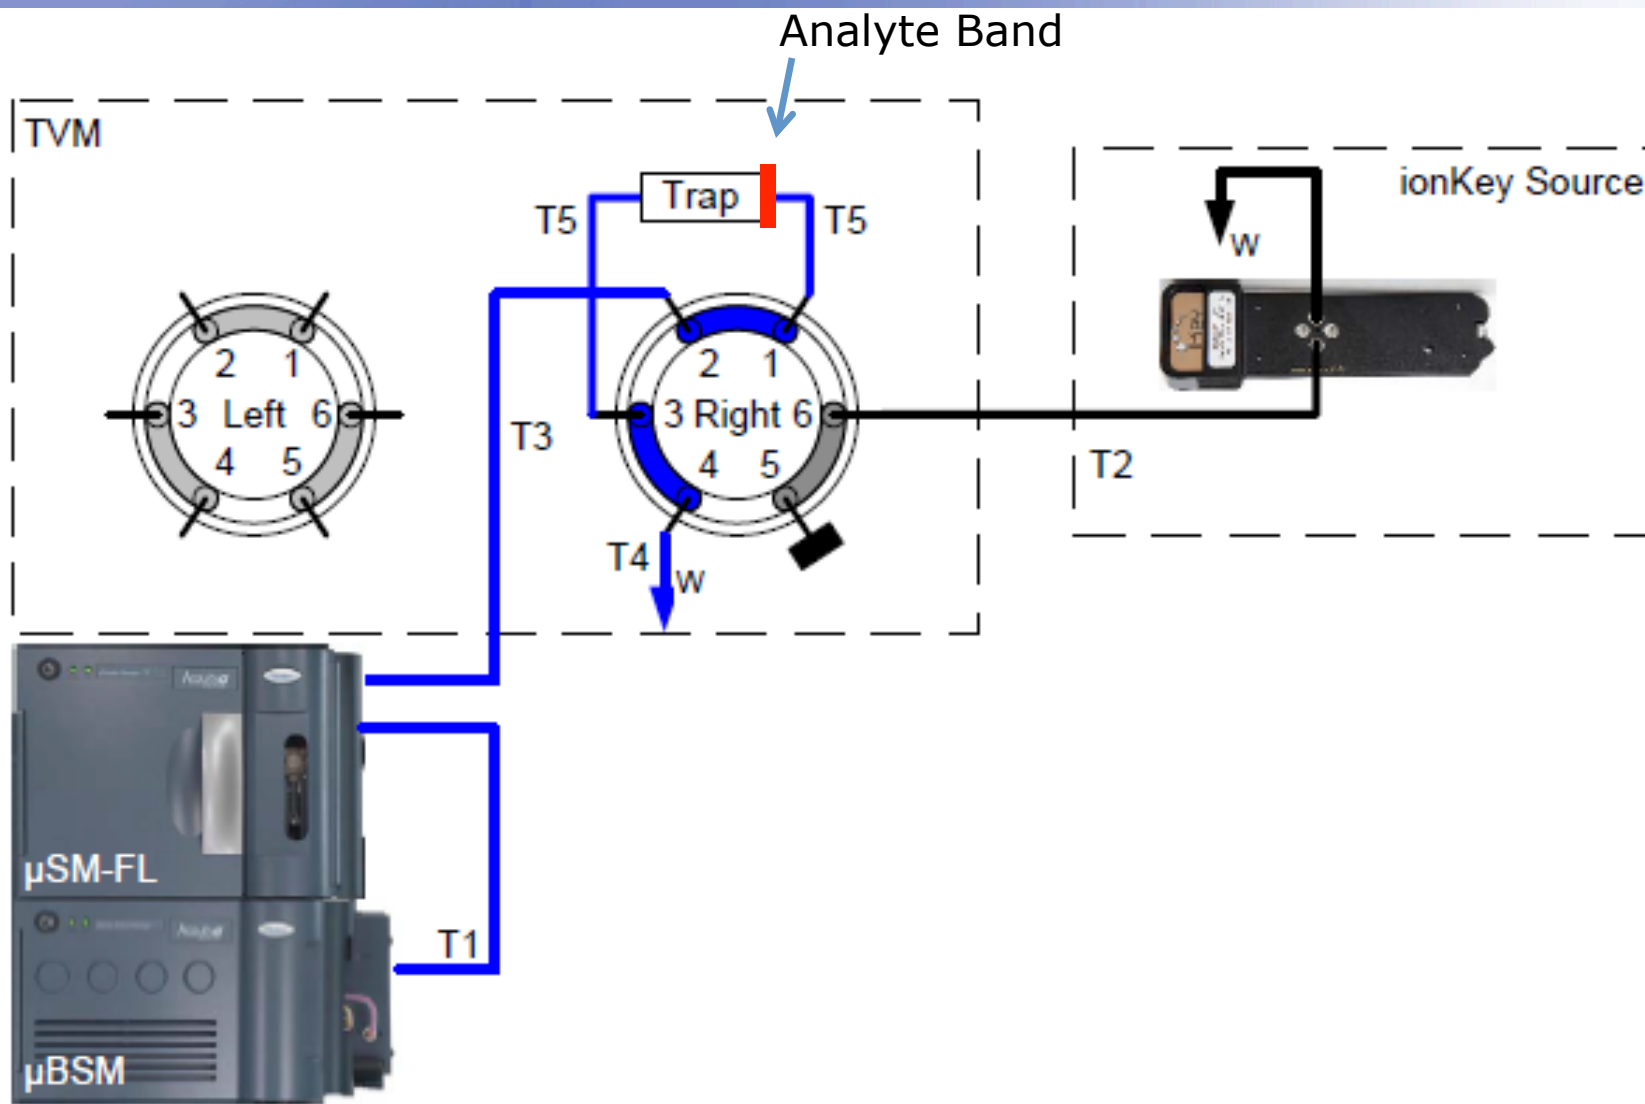 Analyte Band
TVM
ionKey Source
Trap
T5
T5
W
2
1
2
1
3
Left
6
3
Right
6
T3
4
5
4
5
T2
T4
W
µSM-FL
T1
µBSM